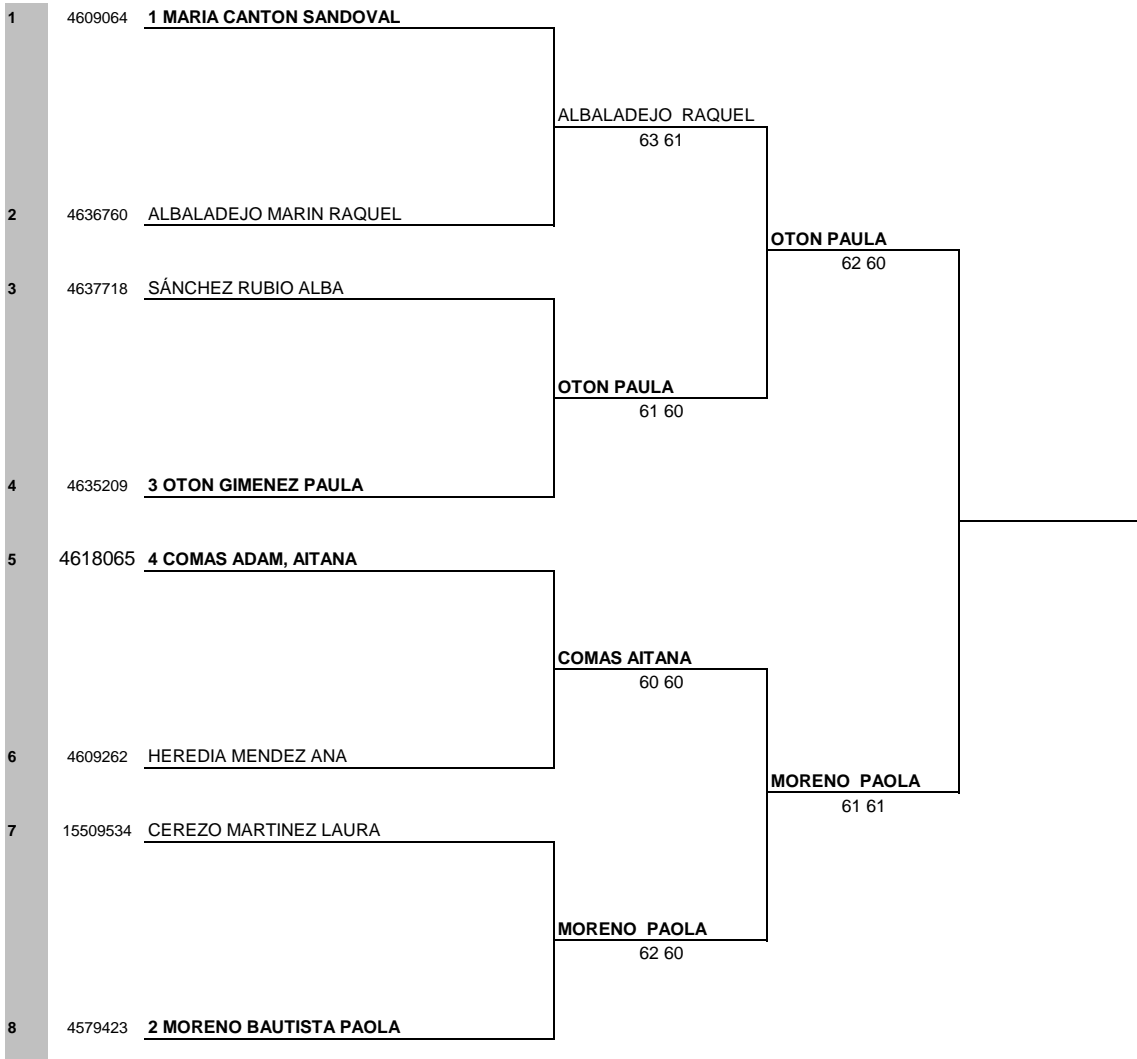 1 4609064 1 MARIA CANTON SANDOVAL
ALBALADEJO RAQUEL
63 61
2 4636760 ALBALADEJO MARIN RAQUEL
OTON PAULA
62 60
3 4637718 SÁNCHEZ RUBIO ALBA
OTON PAULA
61 60
4 4635209 3 OTON GIMENEZ PAULA
5 4618065 4 COMAS ADAM, AITANA
COMAS AITANA
60 60
6 4609262 HEREDIA MENDEZ ANA
MORENO PAOLA
61 61
7 15509534 CEREZO MARTINEZ LAURA
MORENO PAOLA
62 60
8 4579423 2 MORENO BAUTISTA PAOLA